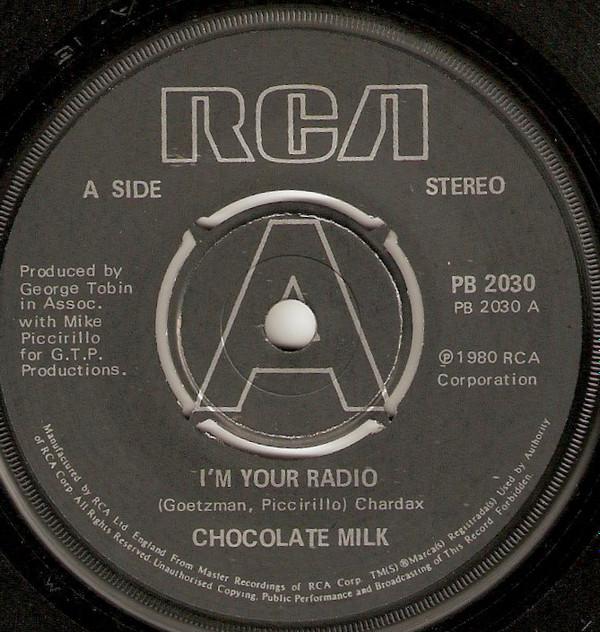 RCA
A SIDE
STEREO
A
Produced by
George Tobin
in Assoc.
with Mike
Piccirillo
for G.T.P.
Productions.
PB 2030
PB 2030 A
℗ 1980 RCA
Corporation
I'M YOUR RADIO
(Goetzman, Piccirillo) Chardax
CHOCOLATE MILK
Manufactured by RCA Ltd. England From Master Recordings of RCA Corp. TM(S) ® Marca(s) Registrada(s) Used by Authority
of RCA Corp All Rights Reserved. Unauthorised Copying, Public Performance and Broadcasting of This Record Forbidden.